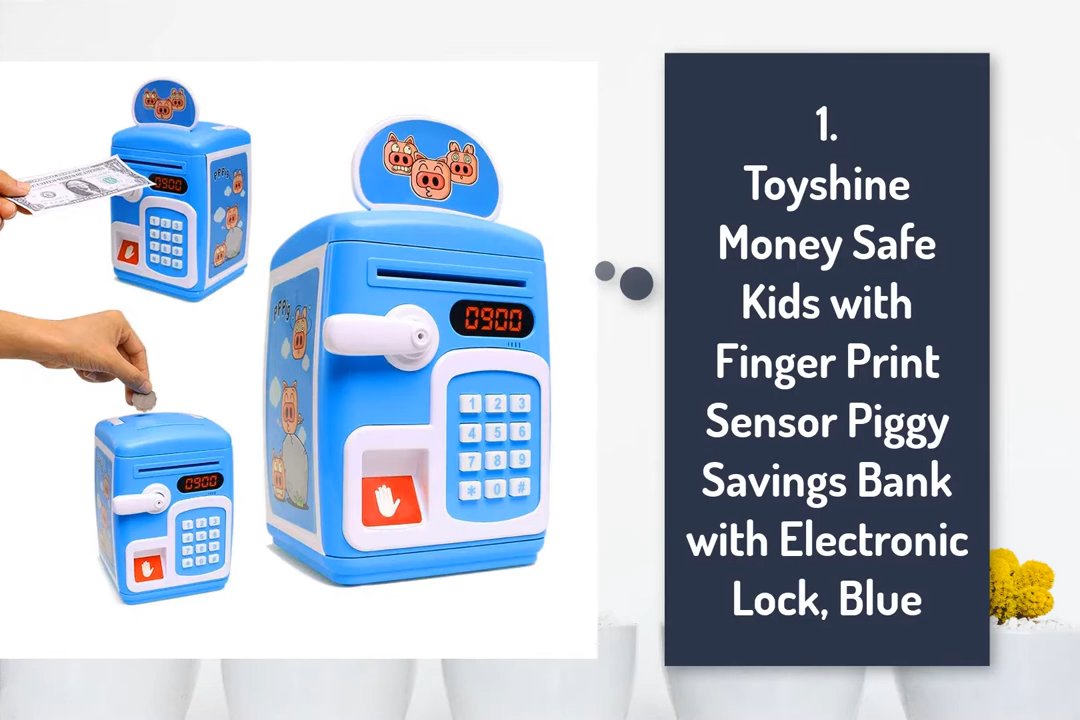 1.
Toyshine
Money Safe
Kids with
Finger Print
Sensor Piggy
Savings Bank
with Electronic
Lock, Blue
0900
1 2 3
4 5 6
7 8 9
* 0 #
0900
0900